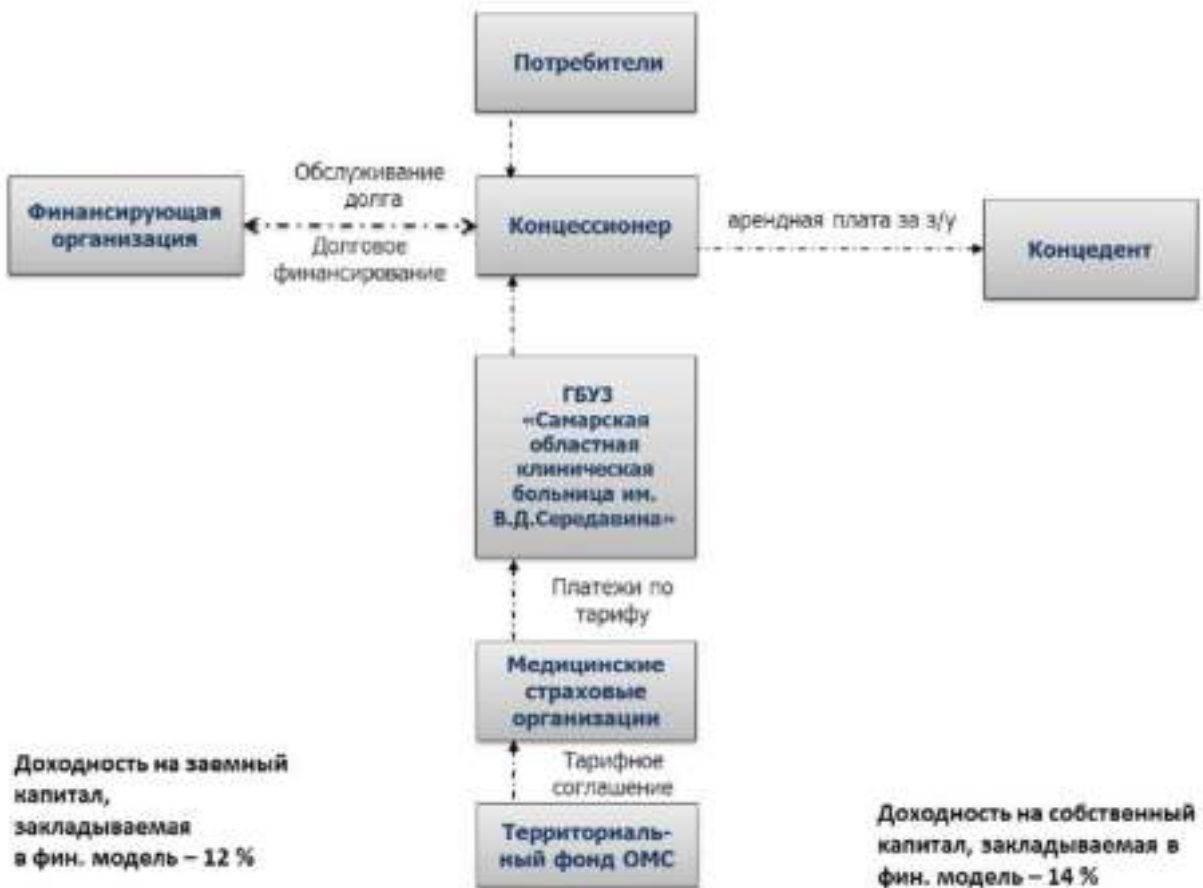 Потребители
Обслуживание
долга
Финансирующая
организация
Концессионер
арендная плата за з/у
Концедент
Долговое
финансирование
ГБУЗ
«Самарская
областная
клиническая
больница им.
В.Д.Середавина»
Платежи по
тарифу
Медицинские
страховые
организации
Тарифное
соглашение
Территориаль-
ный фонд ОМС
Доходность на заемный
капитал,
закладываемая
в фин. модель – 12 %
Доходность на собственный
капитал, закладываемая в
фин. модель – 14 %